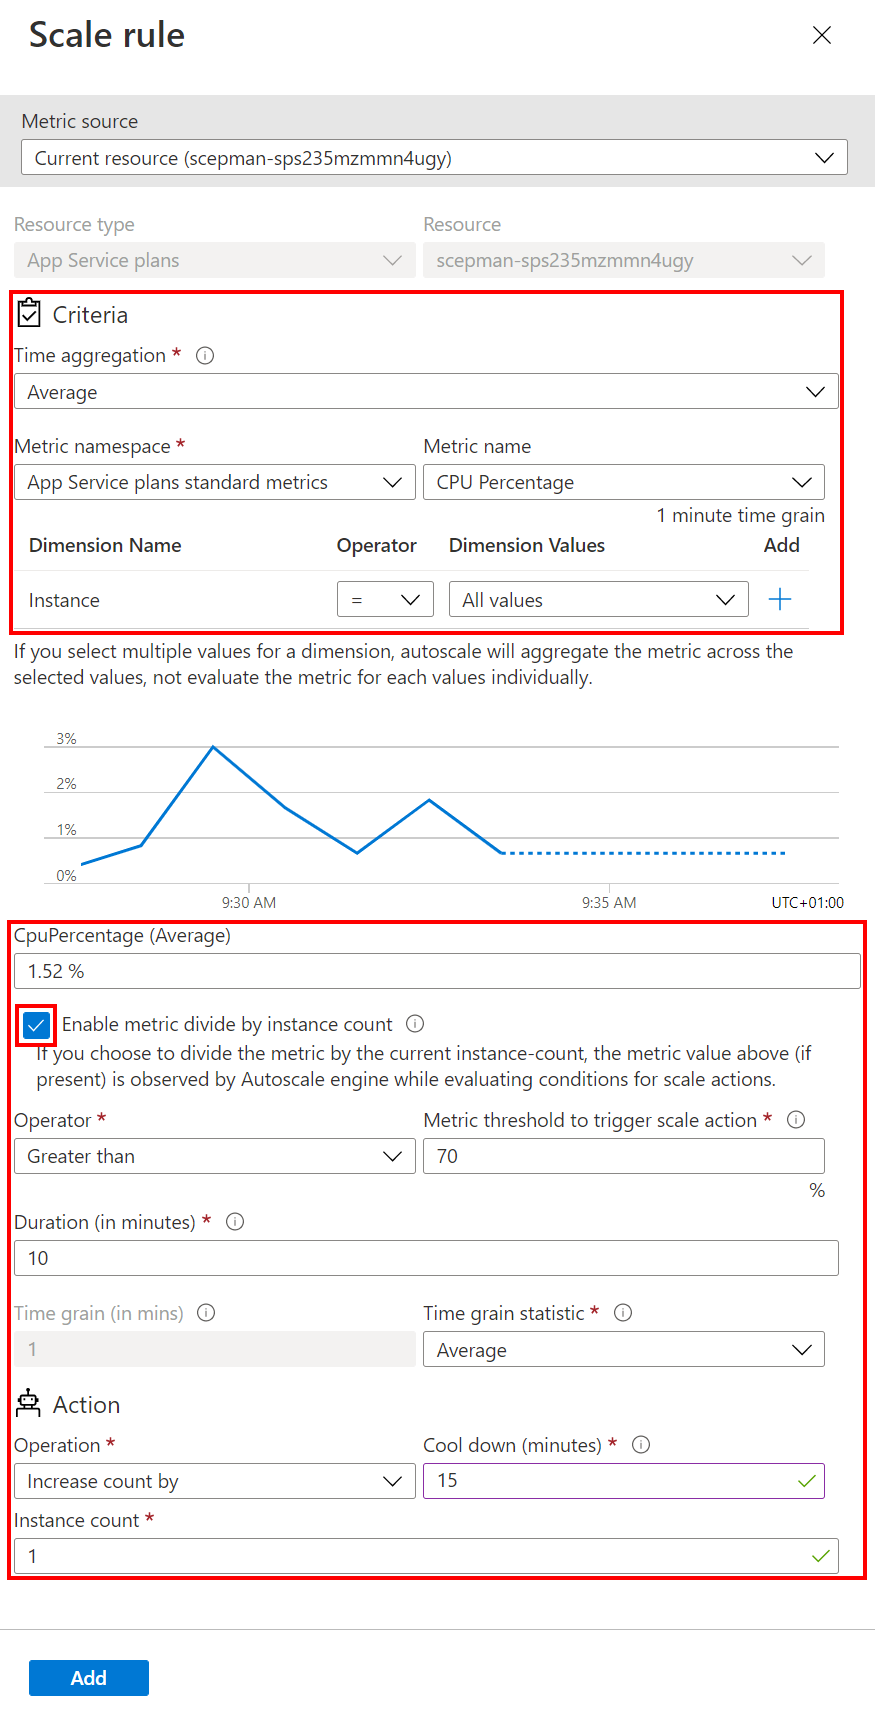 Scale rule
Metric source
Current resource (scepman-sps235mzmmn4ugy)
Resource type
Resource
App Service plans
scepman-sps235mzmmn4ugy
Criteria
Time aggregation *
Average
Metric namespace *
Metric name
App Service plans standard metrics
CPU Percentage
1 minute time grain
Dimension Name Operator Dimension Values Add
Instance = All values +
If you select multiple values for a dimension, autoscale will aggregate the metric across the
selected values, not evaluate the metric for each values individually.
3%
2%
1%
0%
9:30 AM 9:35 AM UTC+01:00
CpuPercentage (Average)
1.52 %
Enable metric divide by instance count
If you choose to divide the metric by the current instance-count, the metric value above (if
present) is observed by Autoscale engine while evaluating conditions for scale actions.
Operator *
Metric threshold to trigger scale action *
Greater than
70
%
Duration (in minutes) *
10
Time grain (in mins)
Time grain statistic *
1
Average
Action
Operation *
Cool down (minutes) *
Increase count by
15
Instance count *
1
Add